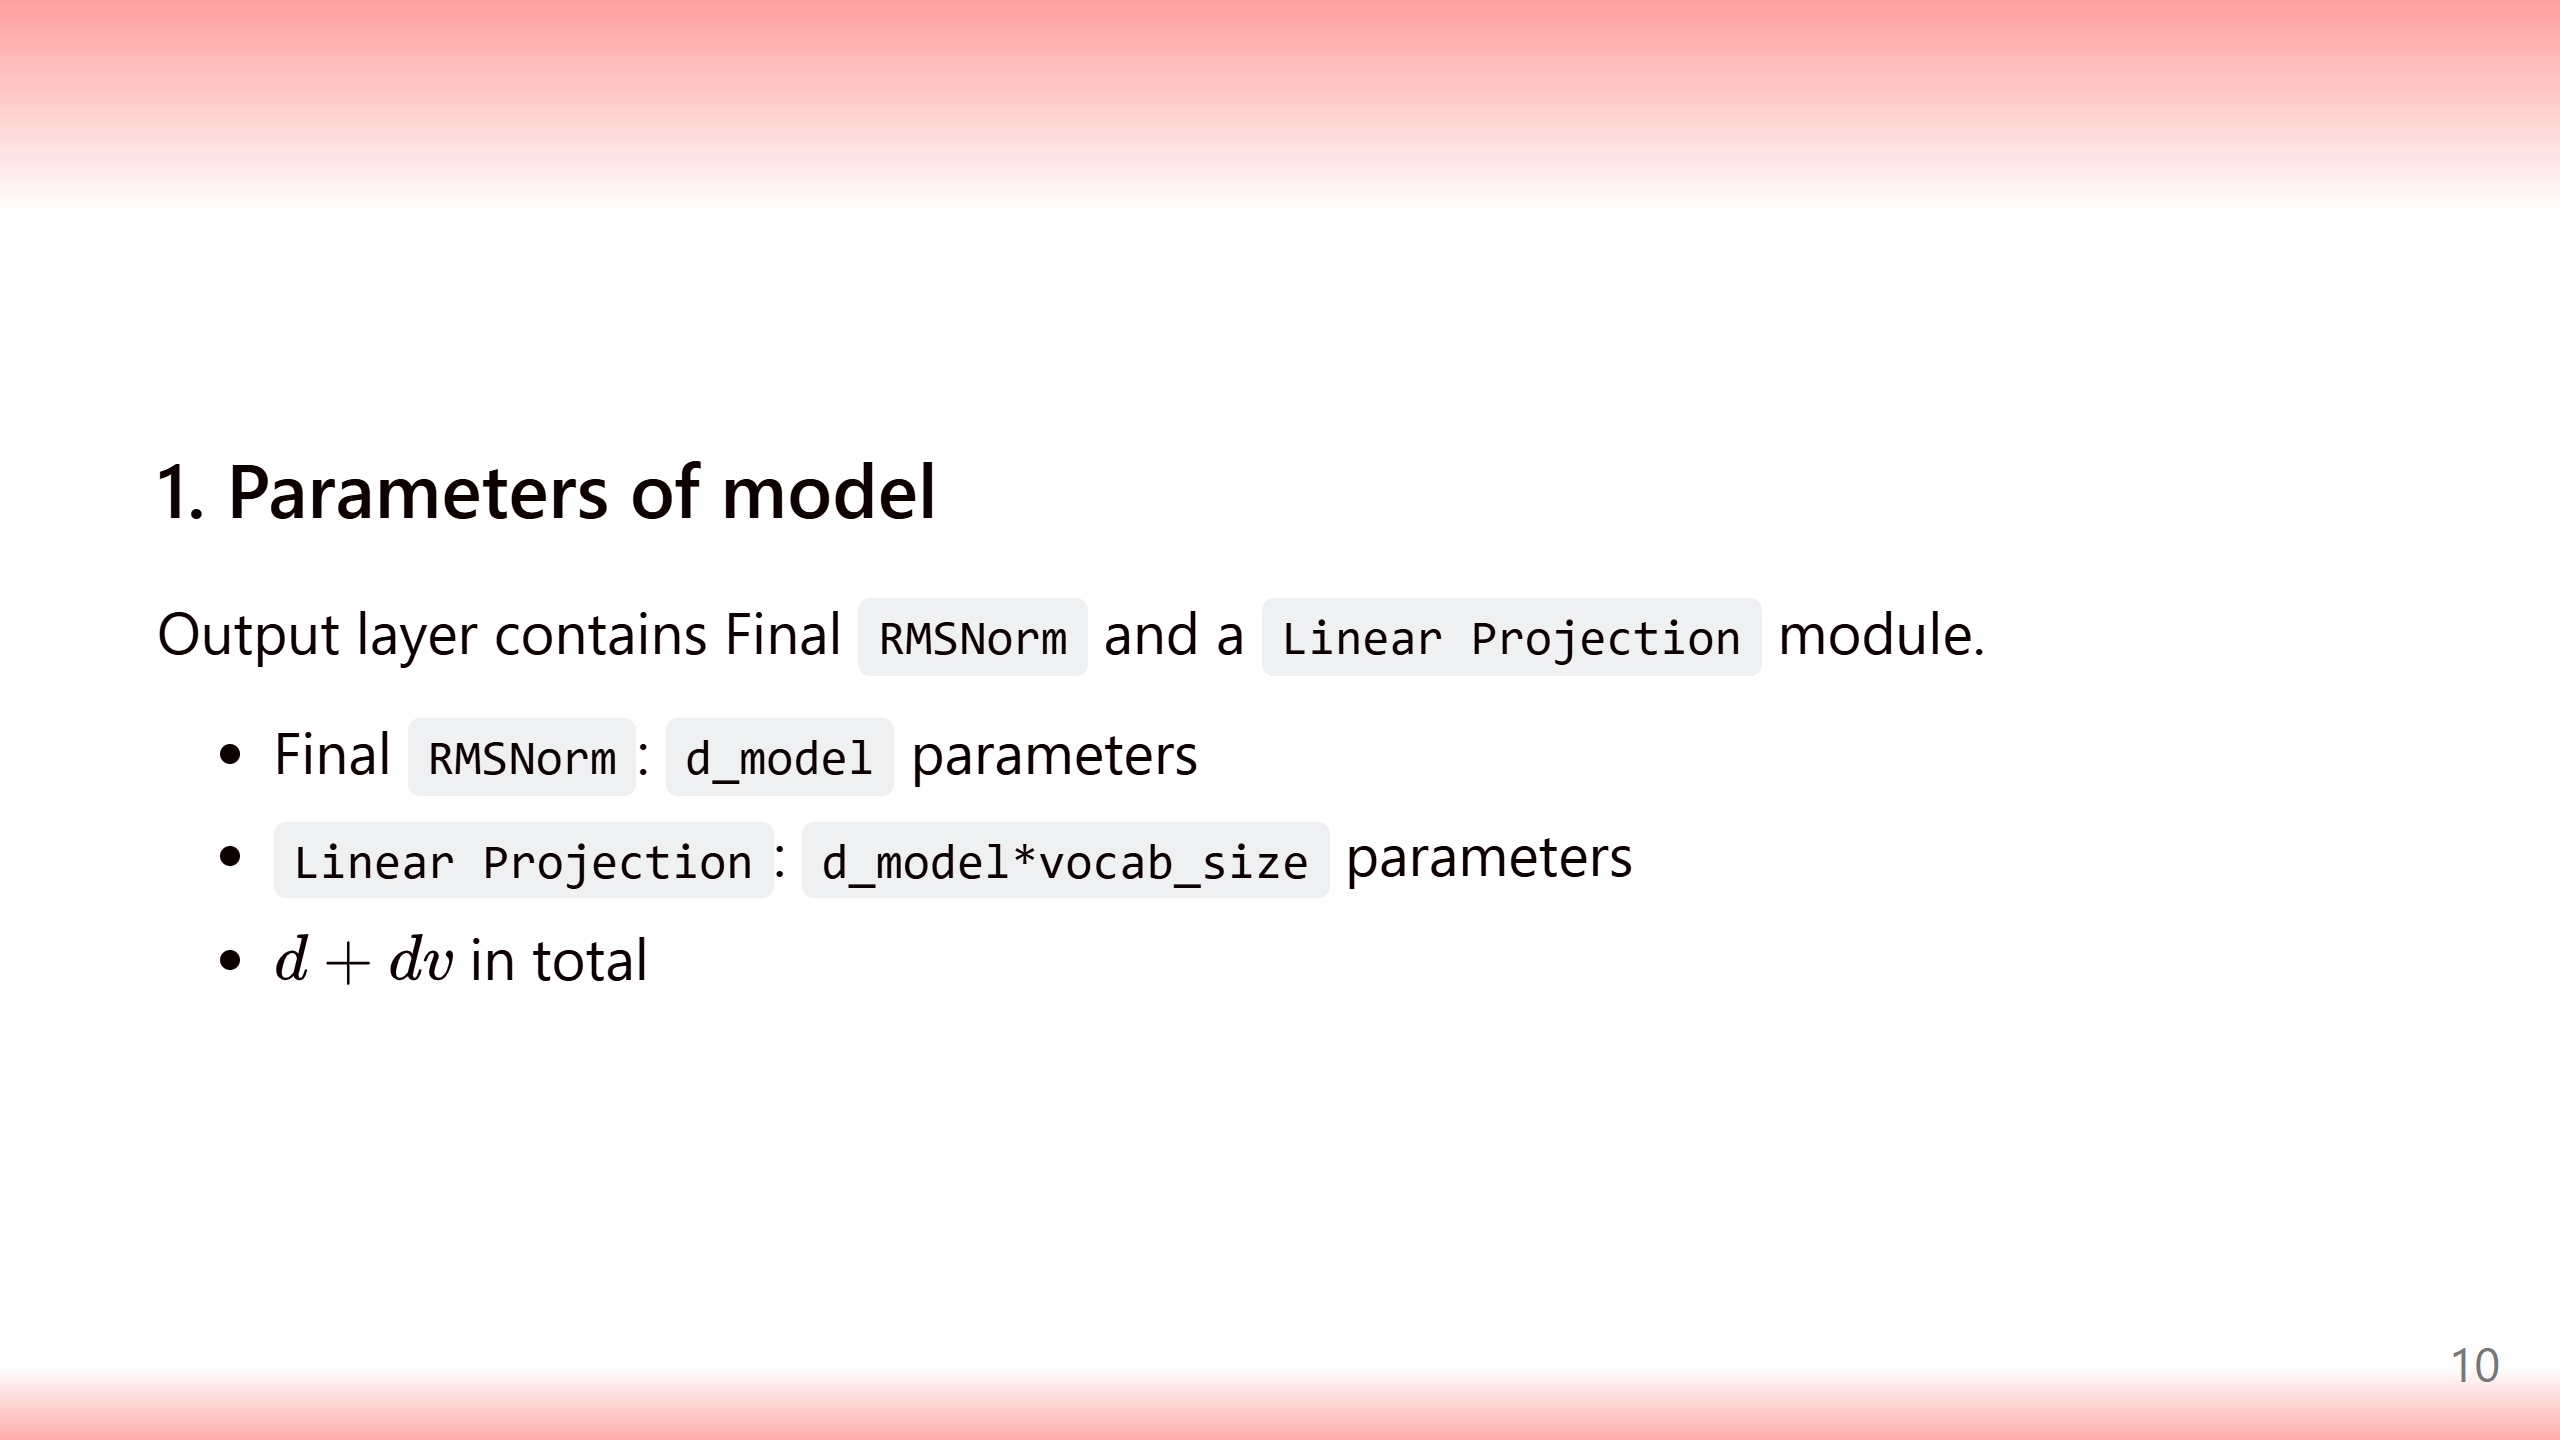 1. Parameters of model
Output layer contains Final RMSNorm and a Linear Projection module.
• Final RMSNorm: d_model parameters
• Linear Projection: d_model*vocab_size parameters
• d + dv in total
10